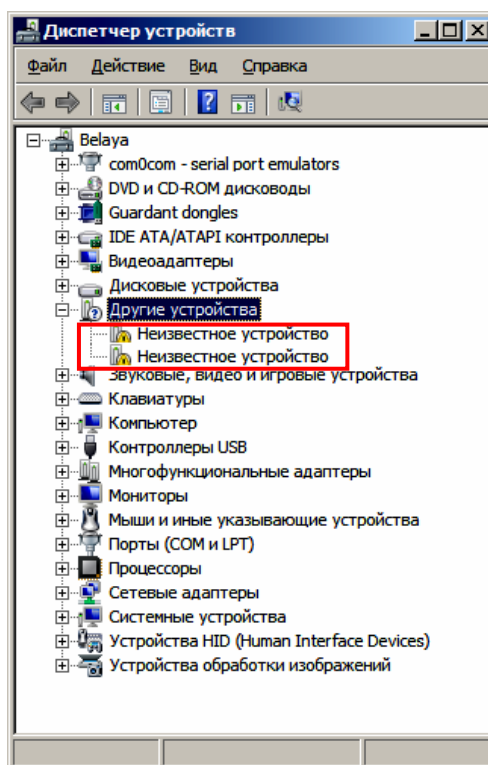 Диспетчер устройств
Файл Действие Вид Справка
Belaya
com0com - serial port emulators
DVD и CD-ROM дисководы
Guardant dongles
IDE ATA/ATAPI контроллеры
Видеоадаптеры
Дисковые устройства
Другие устройства
Неизвестное устройство
Неизвестное устройство
Звуковые, видео и игровые устройства
Клавиатуры
Компьютер
Контроллеры USB
Многофункциональные адаптеры
Мониторы
Мыши и иные указывающие устройства
Порты (COM и LPT)
Процессоры
Сетевые адаптеры
Системные устройства
Устройства HID (Human Interface Devices)
Устройства обработки изображений